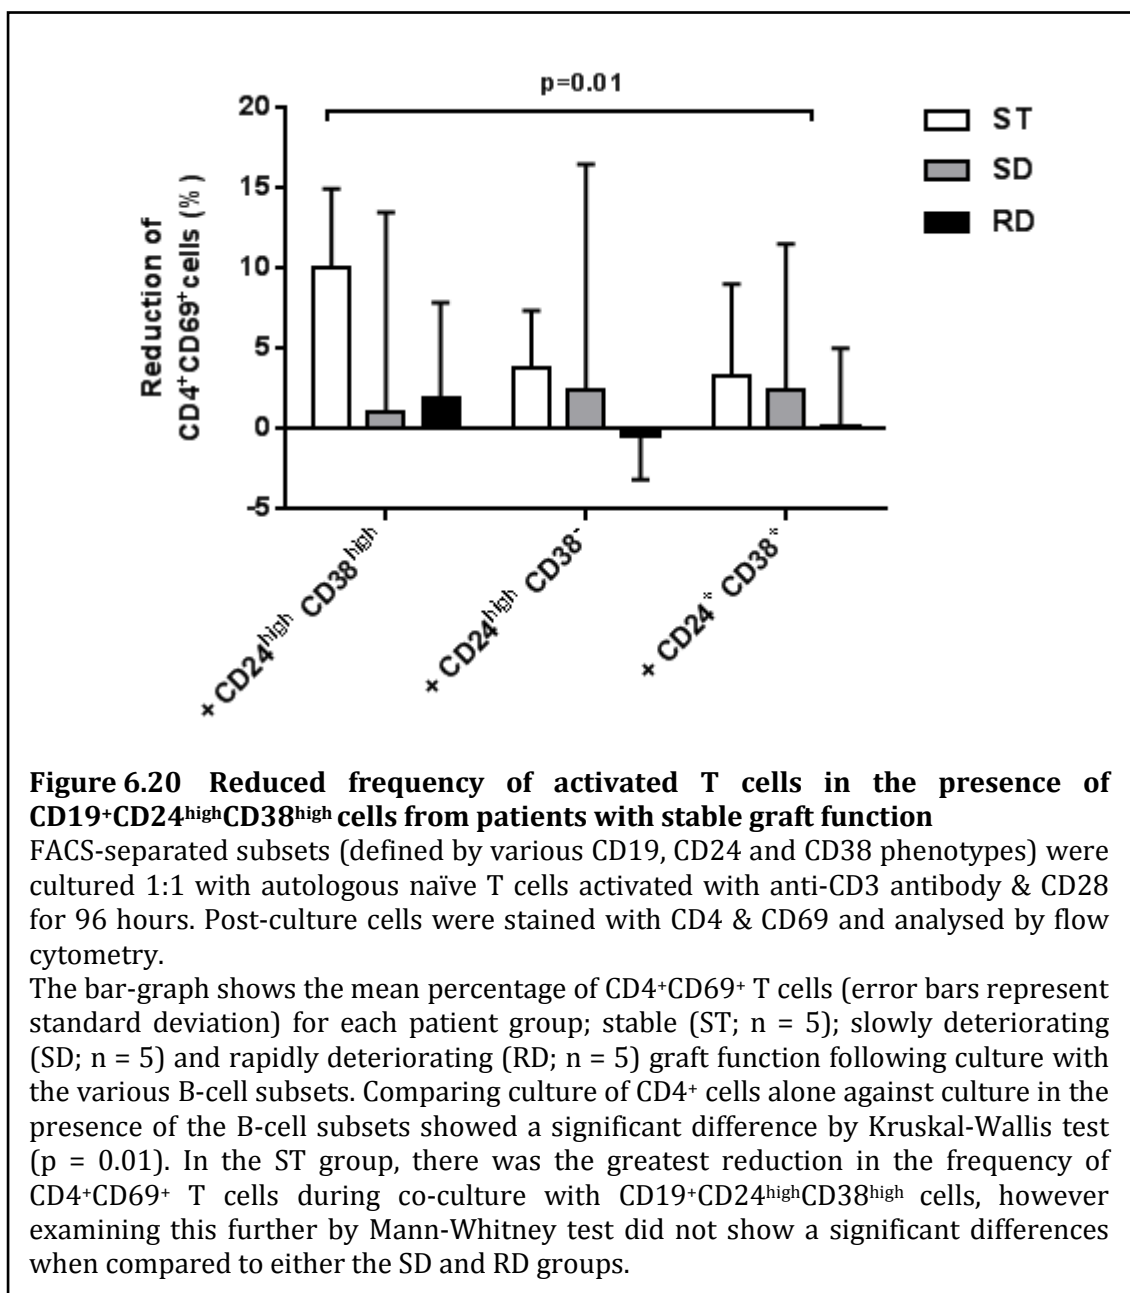 p=0.01
20
15
10
5
0
-5
Reduction of
CD4⁺CD69⁺cells (%)
ST
SD
RD
+ CD24ʰⁱᵍʰ CD38ʰⁱᵍʰ
+ CD24ʰⁱᵍʰ CD38⁻
+ CD24⁺ CD38⁺
Figure 6.20 Reduced frequency of activated T cells in the presence of
CD19⁺CD24ʰⁱᵍʰCD38ʰⁱᵍʰ cells from patients with stable graft function
FACS-separated subsets (defined by various CD19, CD24 and CD38 phenotypes) were
cultured 1:1 with autologous naïve T cells activated with anti-CD3 antibody & CD28
for 96 hours. Post-culture cells were stained with CD4 & CD69 and analysed by flow
cytometry.
The bar-graph shows the mean percentage of CD4⁺CD69⁺ T cells (error bars represent
standard deviation) for each patient group; stable (ST; n = 5); slowly deteriorating
(SD; n = 5) and rapidly deteriorating (RD; n = 5) graft function following culture with
the various B-cell subsets. Comparing culture of CD4⁺ cells alone against culture in the
presence of the B-cell subsets showed a significant difference by Kruskal-Wallis test
(p = 0.01). In the ST group, there was the greatest reduction in the frequency of
CD4⁺CD69⁺ T cells during co-culture with CD19⁺CD24ʰⁱᵍʰCD38ʰⁱᵍʰ cells, however
examining this further by Mann-Whitney test did not show a significant differences
when compared to either the SD and RD groups.